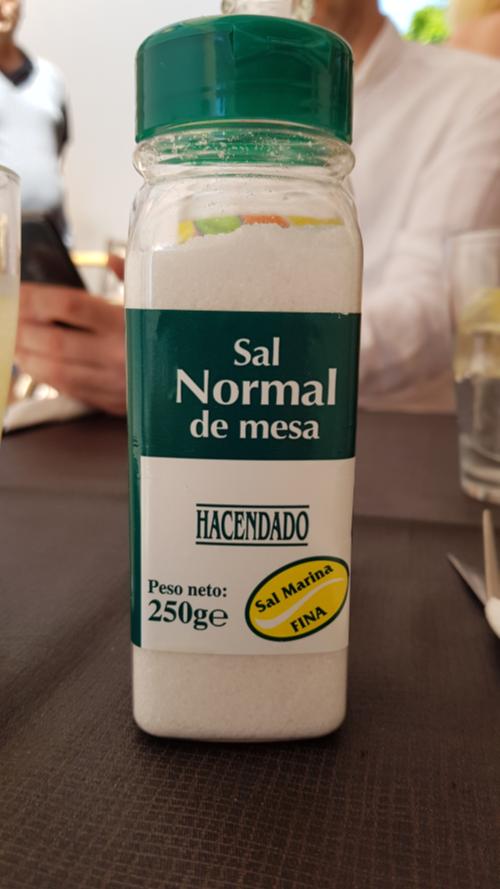 Sal
Normal
de mesa
HACENDADO
Peso neto:
250g℮
Sal Marina
FINA